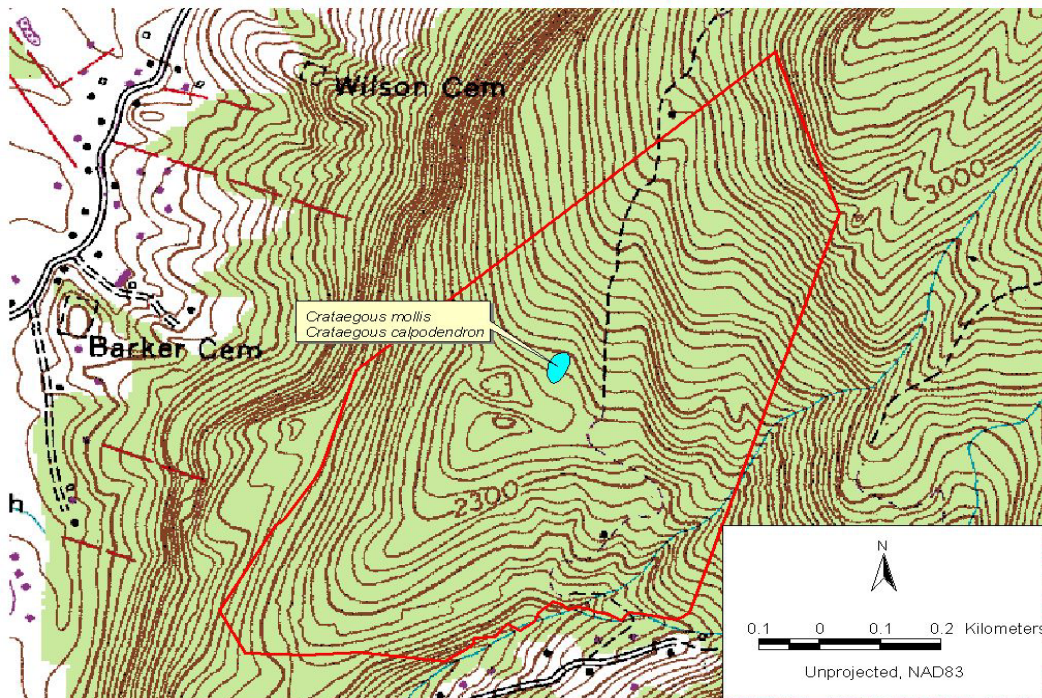 Wilson Cem
3000
Crataegous mollis
Crataegous calpodendron
Barker Cem
2300
h
N
0.1 0 0.1 0.2 Kilometers
Unprojected, NAD83